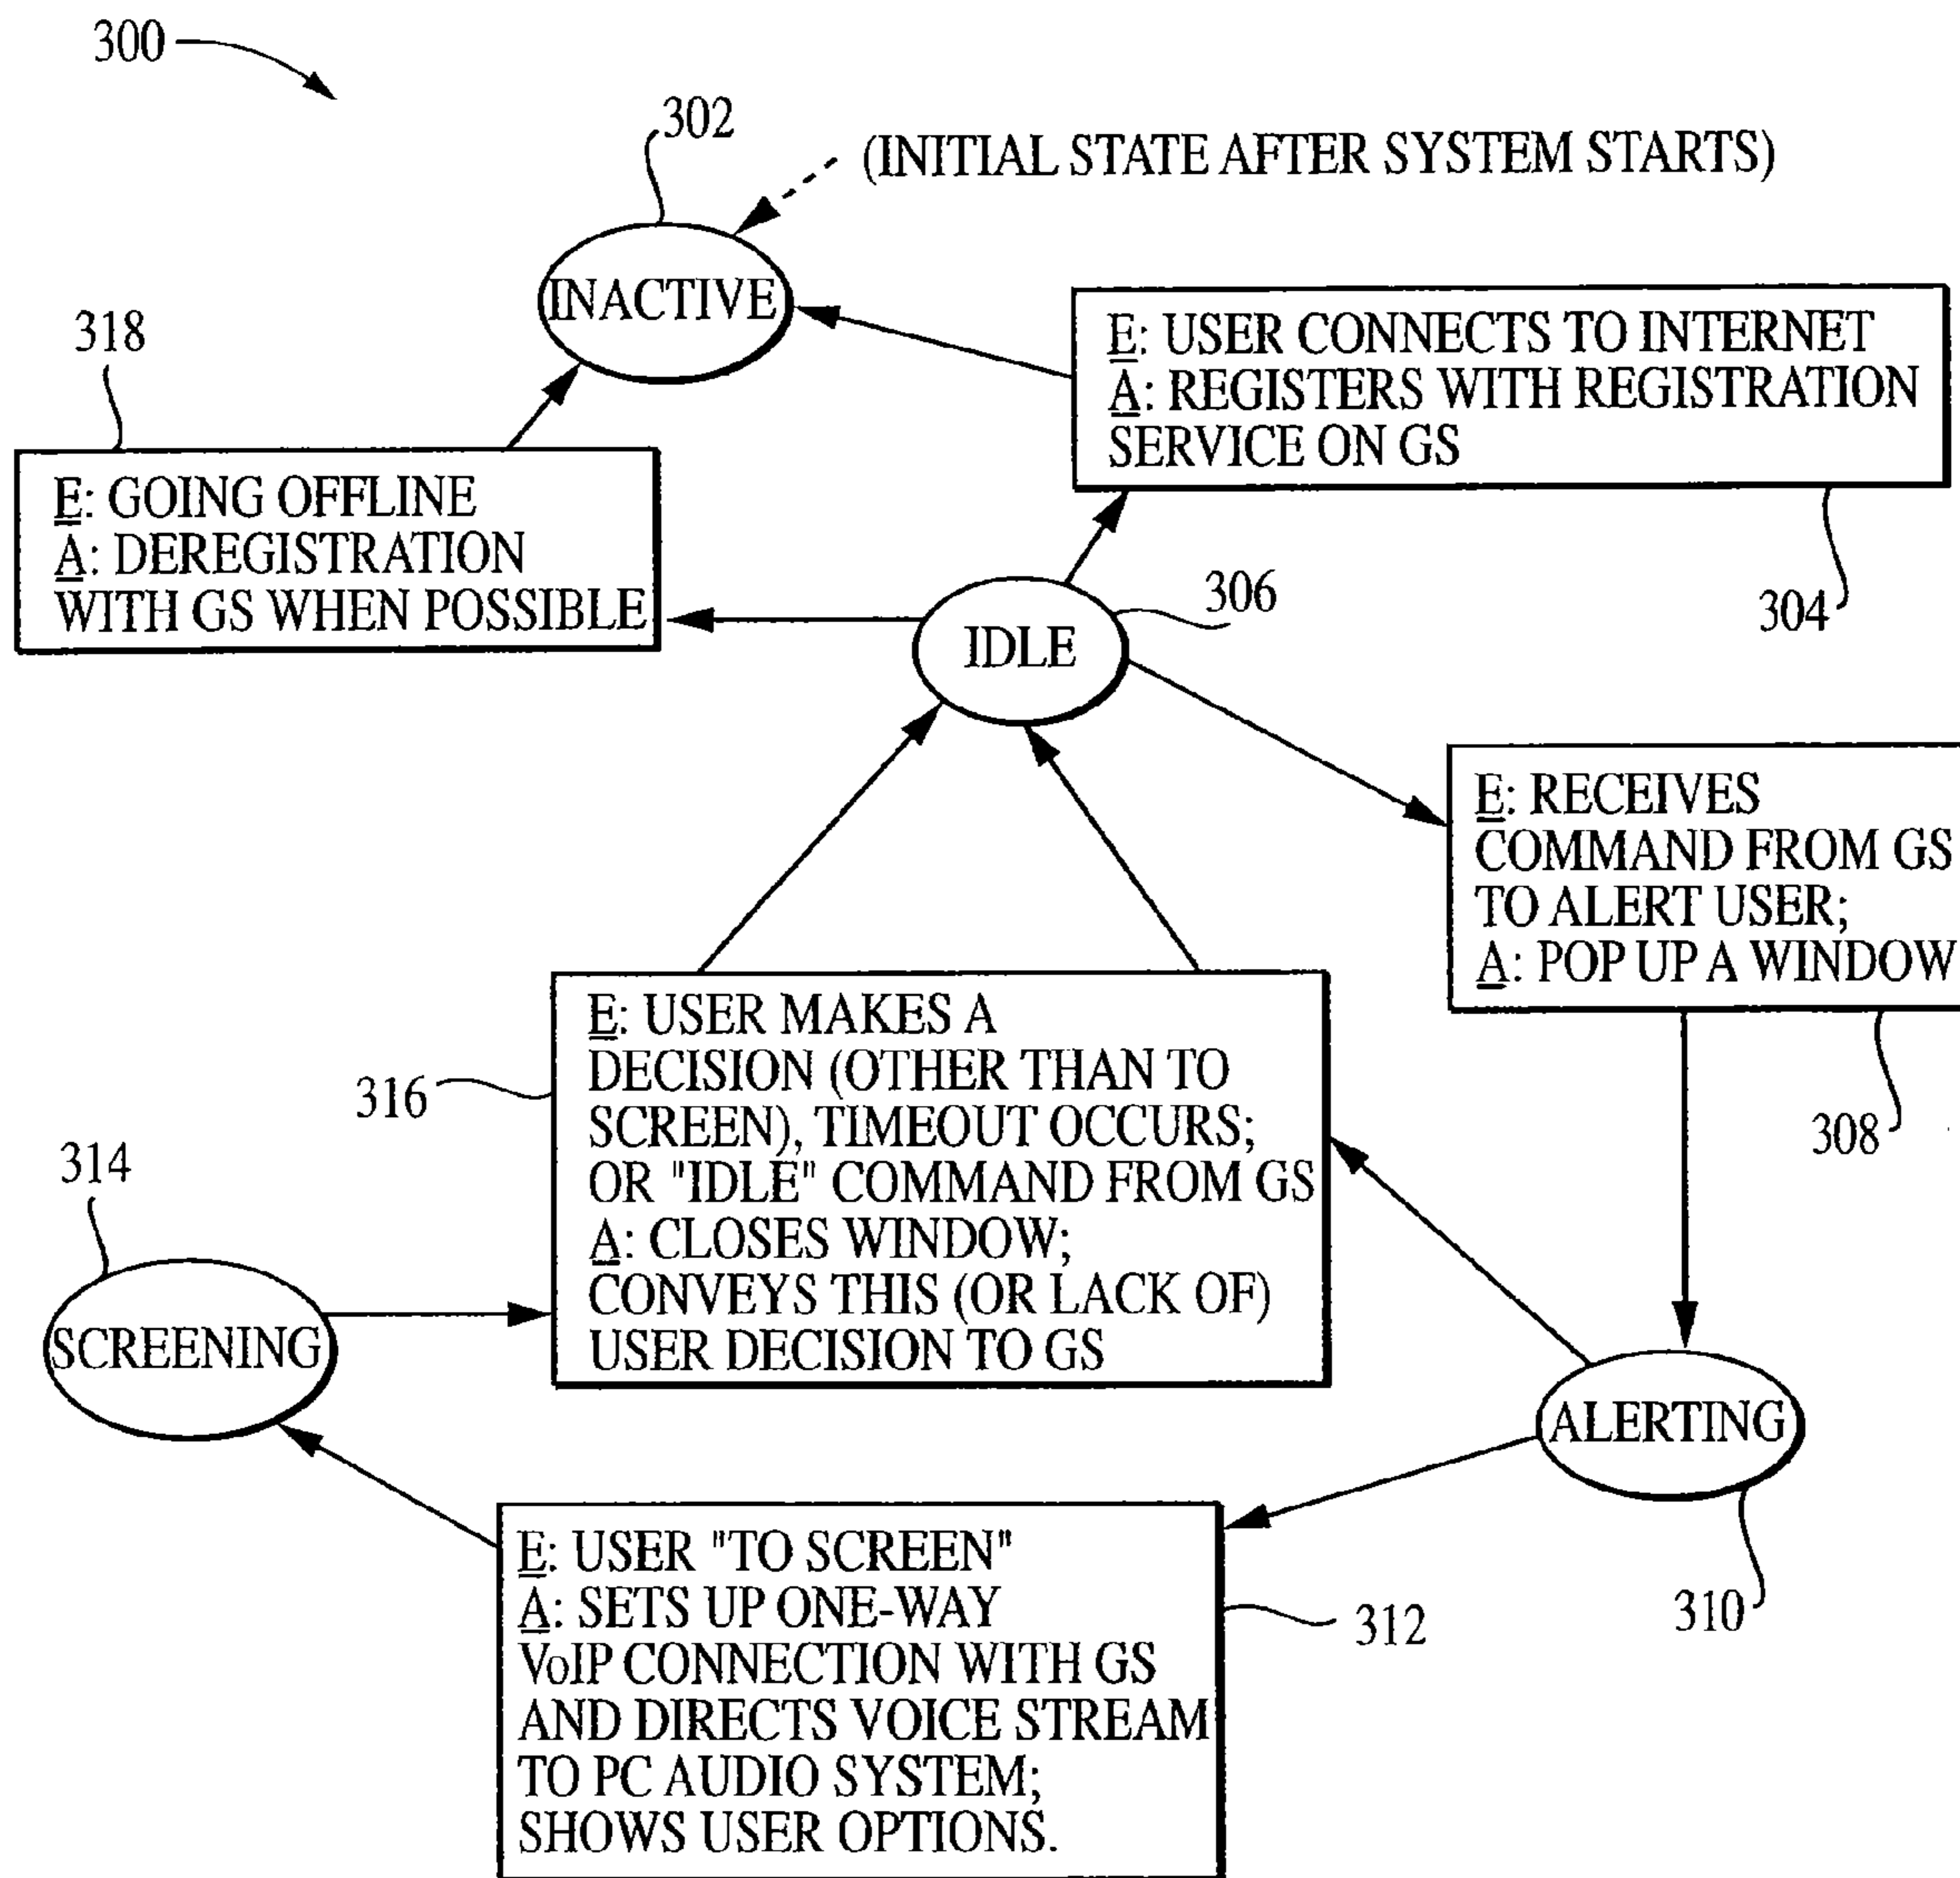 300
302
(INITIAL STATE AFTER SYSTEM STARTS)
INACTIVE
318
E: USER CONNECTS TO INTERNET
A: REGISTERS WITH REGISTRATION
SERVICE ON GS
304
E: GOING OFFLINE
A: DEREGISTRATION
WITH GS WHEN POSSIBLE
306
IDLE
E: RECEIVES
COMMAND FROM GS
TO ALERT USER;
A: POP UP A WINDOW
308
316
E: USER MAKES A
DECISION (OTHER THAN TO
SCREEN), TIMEOUT OCCURS;
OR "IDLE" COMMAND FROM GS
A: CLOSES WINDOW;
CONVEYS THIS (OR LACK OF)
USER DECISION TO GS
314
SCREENING
ALERTING
310
E: USER "TO SCREEN"
A: SETS UP ONE-WAY
VoIP CONNECTION WITH GS
AND DIRECTS VOICE STREAM
TO PC AUDIO SYSTEM;
SHOWS USER OPTIONS.
312